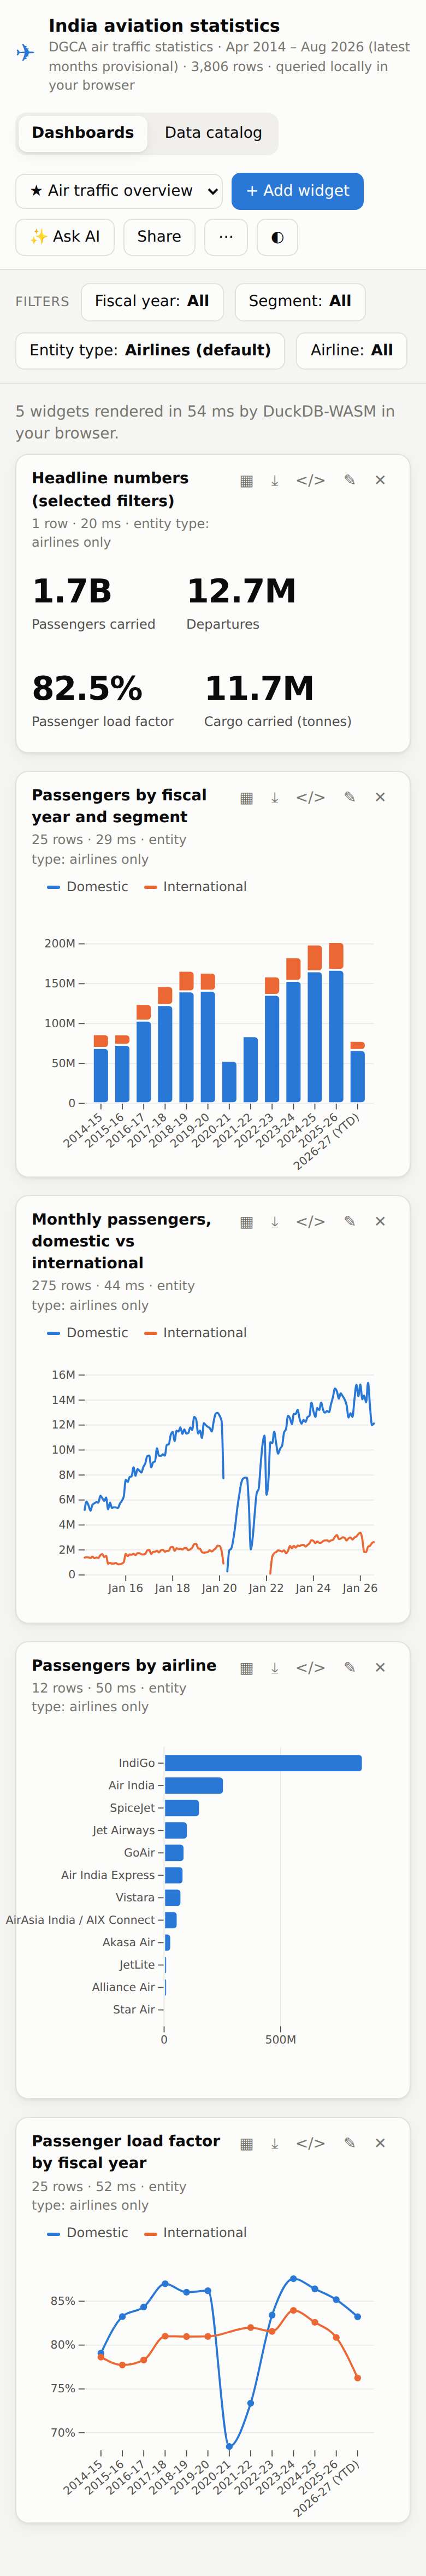 India aviation statistics
DGCA air traffic statistics · Apr 2014 – Aug 2026 (latest
months provisional) · 3,806 rows · queried locally in
your browser
Dashboards Data catalog
★ Air traffic overview + Add widget
✨ Ask AI Share ⋯ ◐
FILTERS Fiscal year: All Segment: All
Entity type: Airlines (default) Airline: All
5 widgets rendered in 54 ms by DuckDB-WASM in
your browser.
Headline numbers
(selected filters)
▦ ⤓ </> ✎ ✕
1 row · 20 ms · entity type:
airlines only
1.7B 12.7M
Passengers carried Departures
82.5% 11.7M
Passenger load factor Cargo carried (tonnes)
Passengers by fiscal
year and segment
▦ ⤓ </> ✎ ✕
25 rows · 29 ms · entity
type: airlines only
Domestic International
200M
150M
100M
50M
0
2014-15 2015-16 2016-17 2017-18 2018-19 2019-20 2020-21 2021-22 2022-23 2023-24 2024-25 2025-26 2026-27 (YTD)
Monthly passengers,
domestic vs
international
▦ ⤓ </> ✎ ✕
275 rows · 44 ms · entity
type: airlines only
Domestic International
16M
14M
12M
10M
8M
6M
4M
2M
0
Jan 16 Jan 18 Jan 20 Jan 22 Jan 24 Jan 26
Passengers by airline
▦ ⤓ </> ✎ ✕
12 rows · 50 ms · entity
type: airlines only
IndiGo
Air India
SpiceJet
Jet Airways
GoAir
Air India Express
Vistara
AirAsia India / AIX Connect
Akasa Air
JetLite
Alliance Air
Star Air
0 500M
Passenger load factor
by fiscal year
▦ ⤓ </> ✎ ✕
25 rows · 52 ms · entity
type: airlines only
Domestic International
85%
80%
75%
70%
2014-15 2015-16 2016-17 2017-18 2018-19 2019-20 2020-21 2021-22 2022-23 2023-24 2024-25 2025-26 2026-27 (YTD)